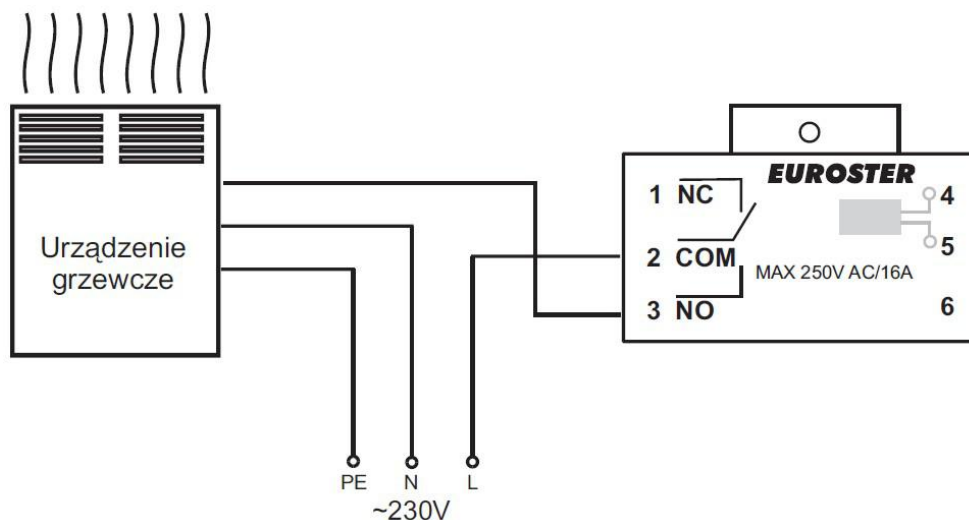 Urządzenie
grzewcze
EUROSTER
1 NC
4
2 COM
5
MAX 250V AC/16A
3 NO
6
PE N L
~230V